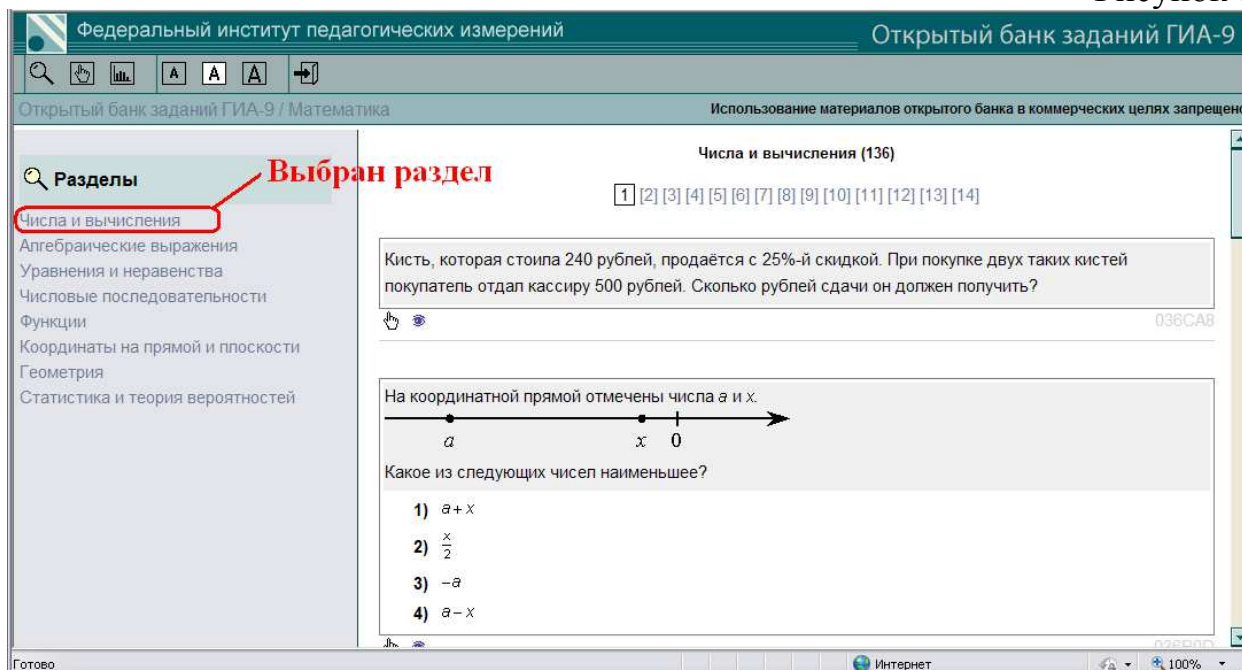 Федеральный институт педагогических измерений
Открытый банк заданий ГИА-9
A A A
Открытый банк заданий ГИА-9 / Математика
Использование материалов открытого банка в коммерческих целях запрещено
Разделы
Выбран раздел
Числа и вычисления
Алгебраические выражения
Уравнения и неравенства
Числовые последовательности
Функции
Координаты на прямой и плоскости
Геометрия
Статистика и теория вероятностей
Числа и вычисления (136)
1 [2] [3] [4] [5] [6] [7] [8] [9] [10] [11] [12] [13] [14]
Кисть, которая стоила 240 рублей, продаётся с 25%-й скидкой. При покупке двух таких кистей
покупатель отдал кассиру 500 рублей. Сколько рублей сдачи он должен получить?
036CA8
На координатной прямой отмечены числа a и x.
a x 0
Какое из следующих чисел наименьшее?
1) a + x
2) x/2
3) −a
4) a − x
Готово
Интернет
100%